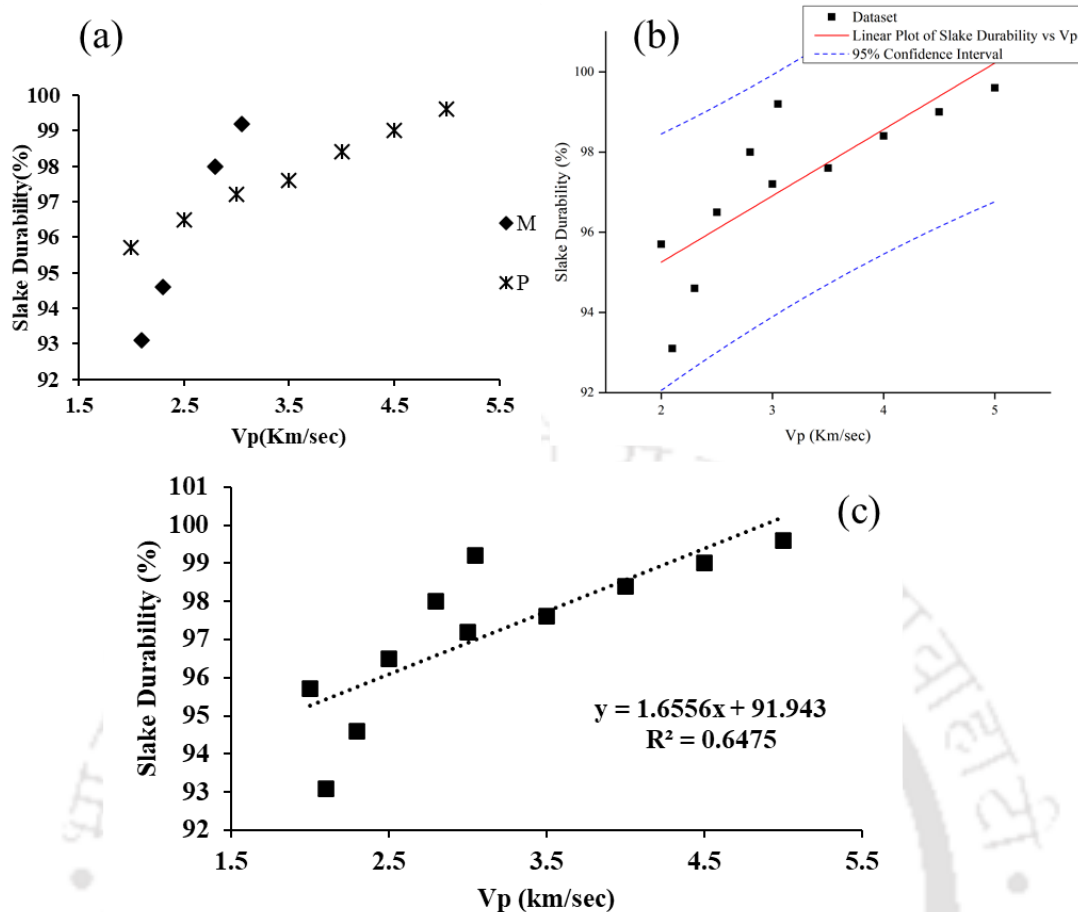 (a)
100
99
98
97
96
95
94
93
92
1.5 2.5 3.5 4.5 5.5
Slake Durability(%)
Vp(Km/sec)
M
P
(b)
Dataset
Linear Plot of Slake Durability vs Vp
95% Confidence Interval
100
98
96
94
92
2 3 4 5
Slake Durability (%)
Vp (Km/sec)
(c)
101
100
99
98
97
96
95
94
93
92
1.5 2.5 3.5 4.5 5.5
Slake Durability (%)
Vp (km/sec)
y = 1.6556x + 91.943
R² = 0.6475